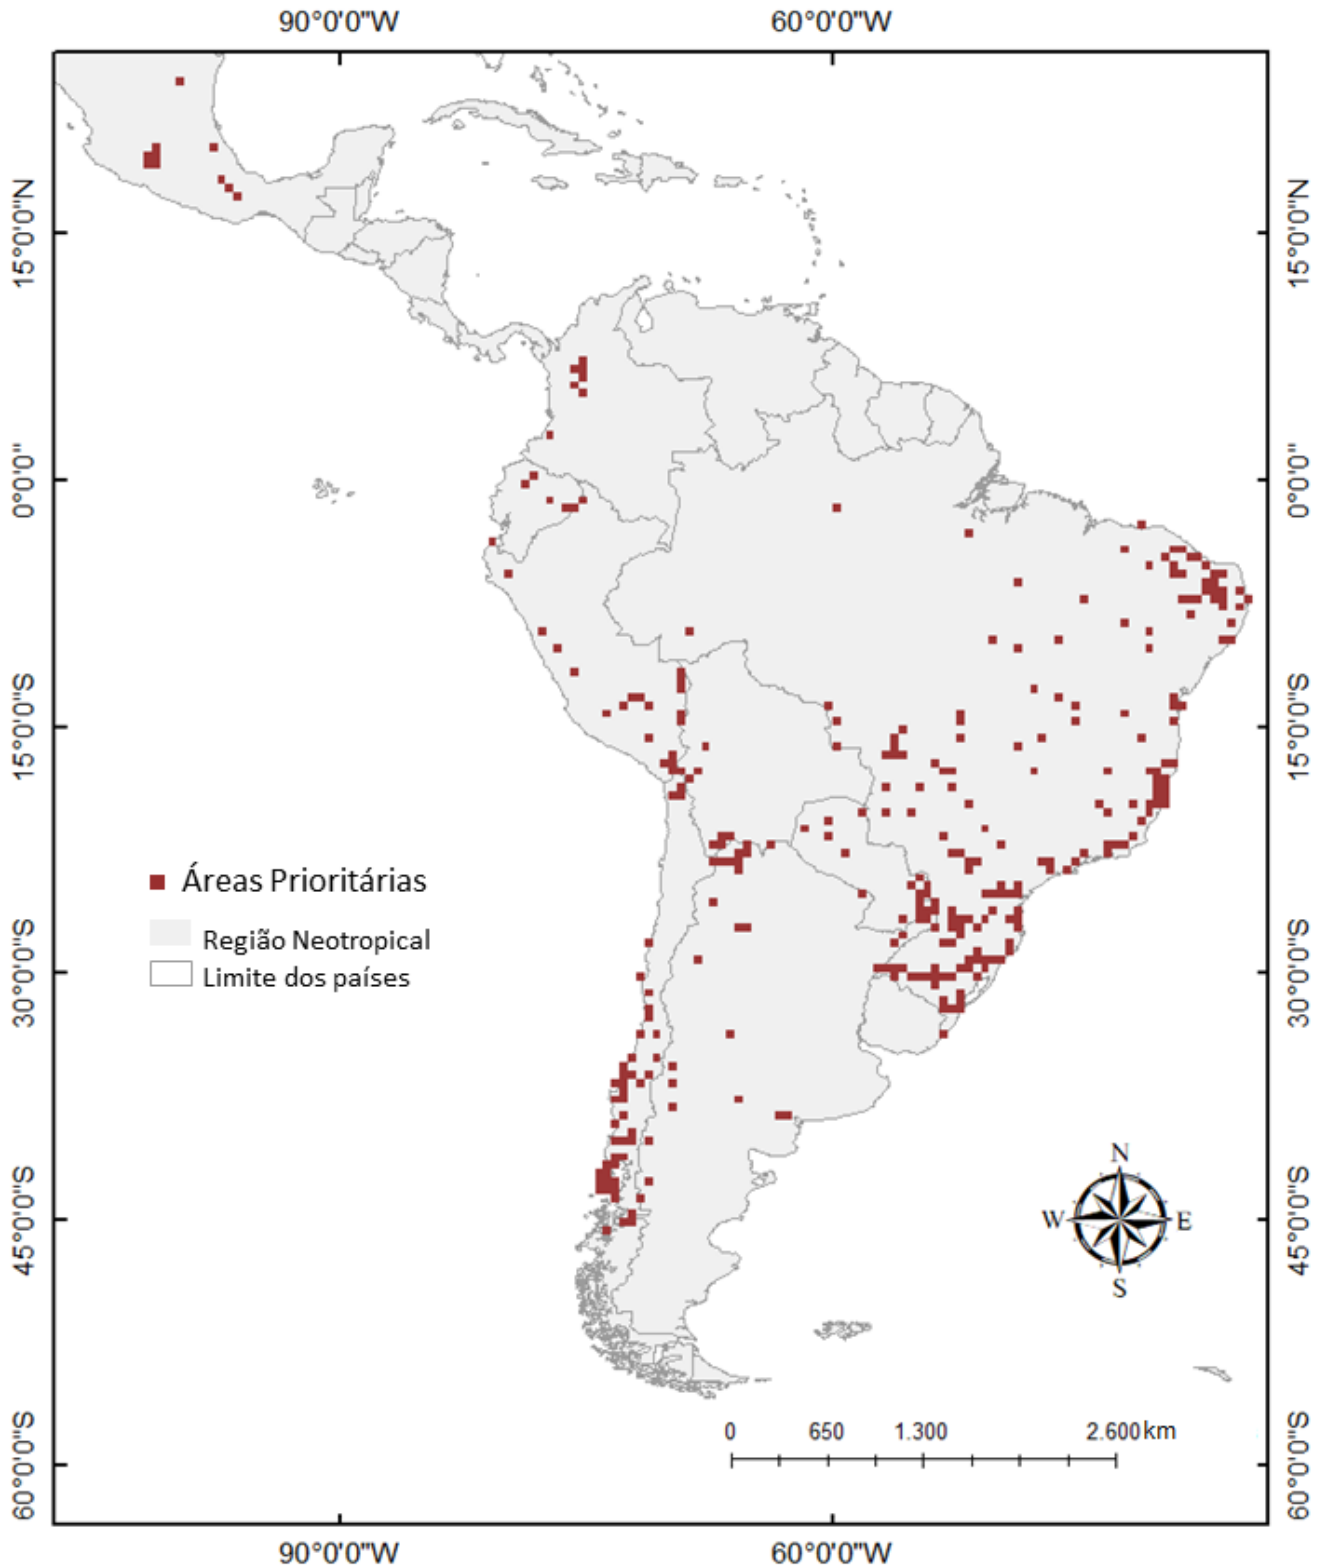 90°0'0"W 60°0'0"W
15°0'0"N 15°0'0"N
0°0'0" 0°0'0"
15°0'0"S 15°0'0"S
Áreas Prioritárias
Região Neotropical
Limite dos países
30°0'0"S 30°0'0"S
N
W E
S
45°0'0"S 45°0'0"S
0 650 1.300 2.600km
60°0'0"S 60°0'0"S
90°0'0"W 60°0'0"W